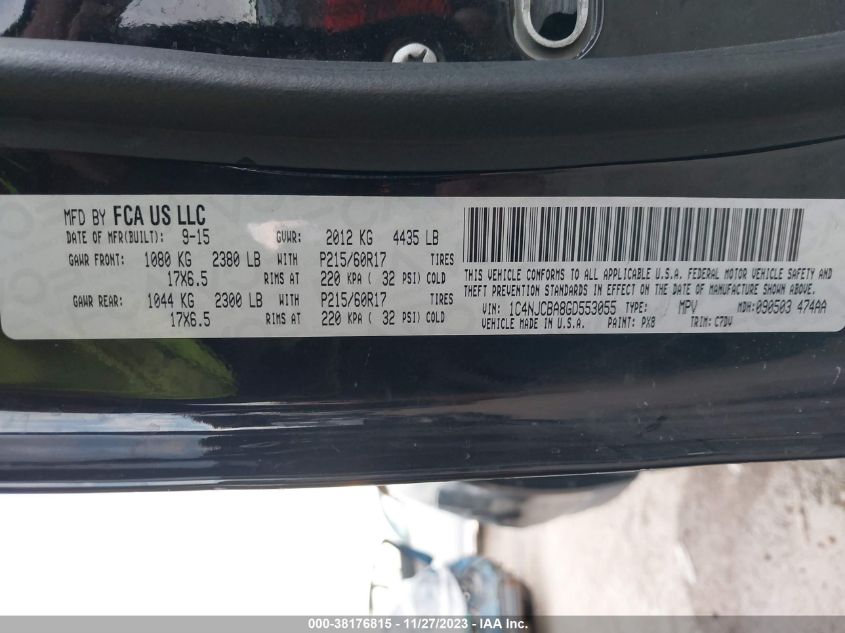 MFD BY FCA US LLC
DATE OF MFR(BUILT): 9-15 GVWR: 2012 KG 4435 LB
GAWR FRONT: 1080 KG 2380 LB WITH P215/60R17 TIRES
17X6.5 RIMS AT 220 KPA ( 32 PSI) COLD
GAWR REAR: 1044 KG 2300 LB WITH P215/60R17 TIRES
17X6.5 RIMS AT 220 KPA ( 32 PSI) COLD
THIS VEHICLE CONFORMS TO ALL APPLICABLE U.S.A. FEDERAL MOTOR VEHICLE SAFETY AND
THEFT PREVENTION STANDARDS IN EFFECT ON THE DATE OF MANUFACTURE SHOWN ABOVE.
VIN: 1C4NJCBA8GD553055 TYPE: MPV MDH:090503 474AA
VEHICLE MADE IN U.S.A. PAINT: PX8 TRIM: C7DV
000-38176815 - 11/27/2023 - IAA Inc.